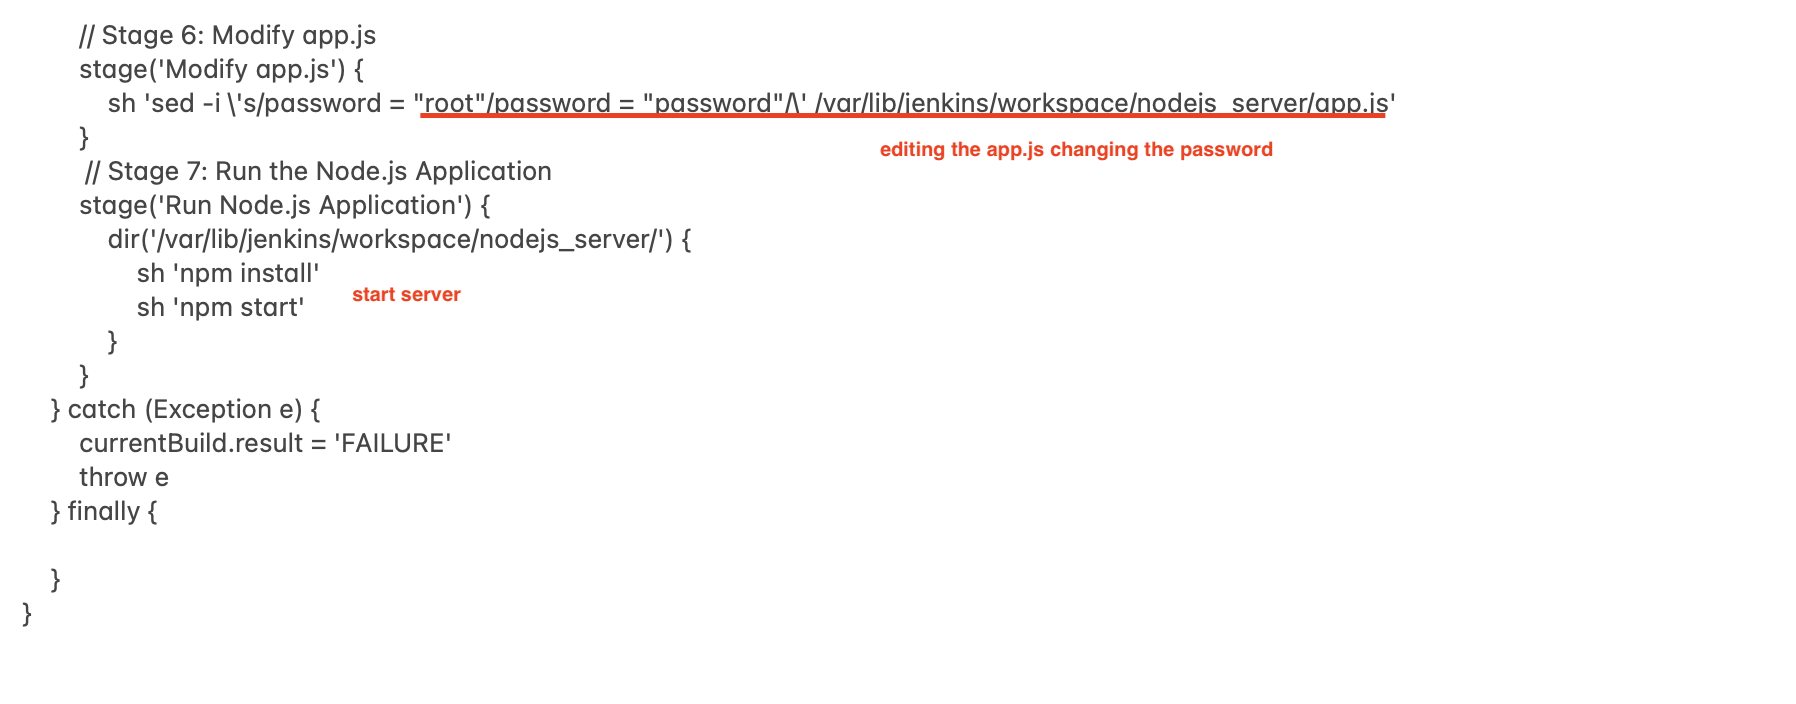 // Stage 6: Modify app.js
stage('Modify app.js') {
sh 'sed -i \'s/password = "root"/password = "password"/\' /var/lib/jenkins/workspace/nodejs_server/app.js'
}
editing the app.js changing the password
// Stage 7: Run the Node.js Application
stage('Run Node.js Application') {
dir('/var/lib/jenkins/workspace/nodejs_server/') {
sh 'npm install'
start server
sh 'npm start'
}
}
} catch (Exception e) {
currentBuild.result = 'FAILURE'
throw e
} finally {
}
}